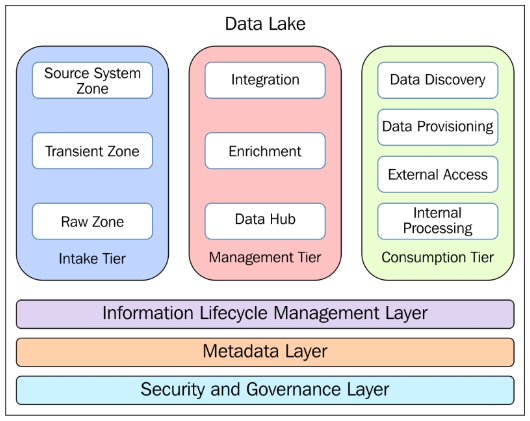 Data Lake
Source System
Zone
Transient Zone
Raw Zone
Intake Tier
Integration
Enrichment
Data Hub
Management Tier
Data Discovery
Data Provisioning
External Access
Internal
Processing
Consumption Tier
Information Lifecycle Management Layer
Metadata Layer
Security and Governance Layer